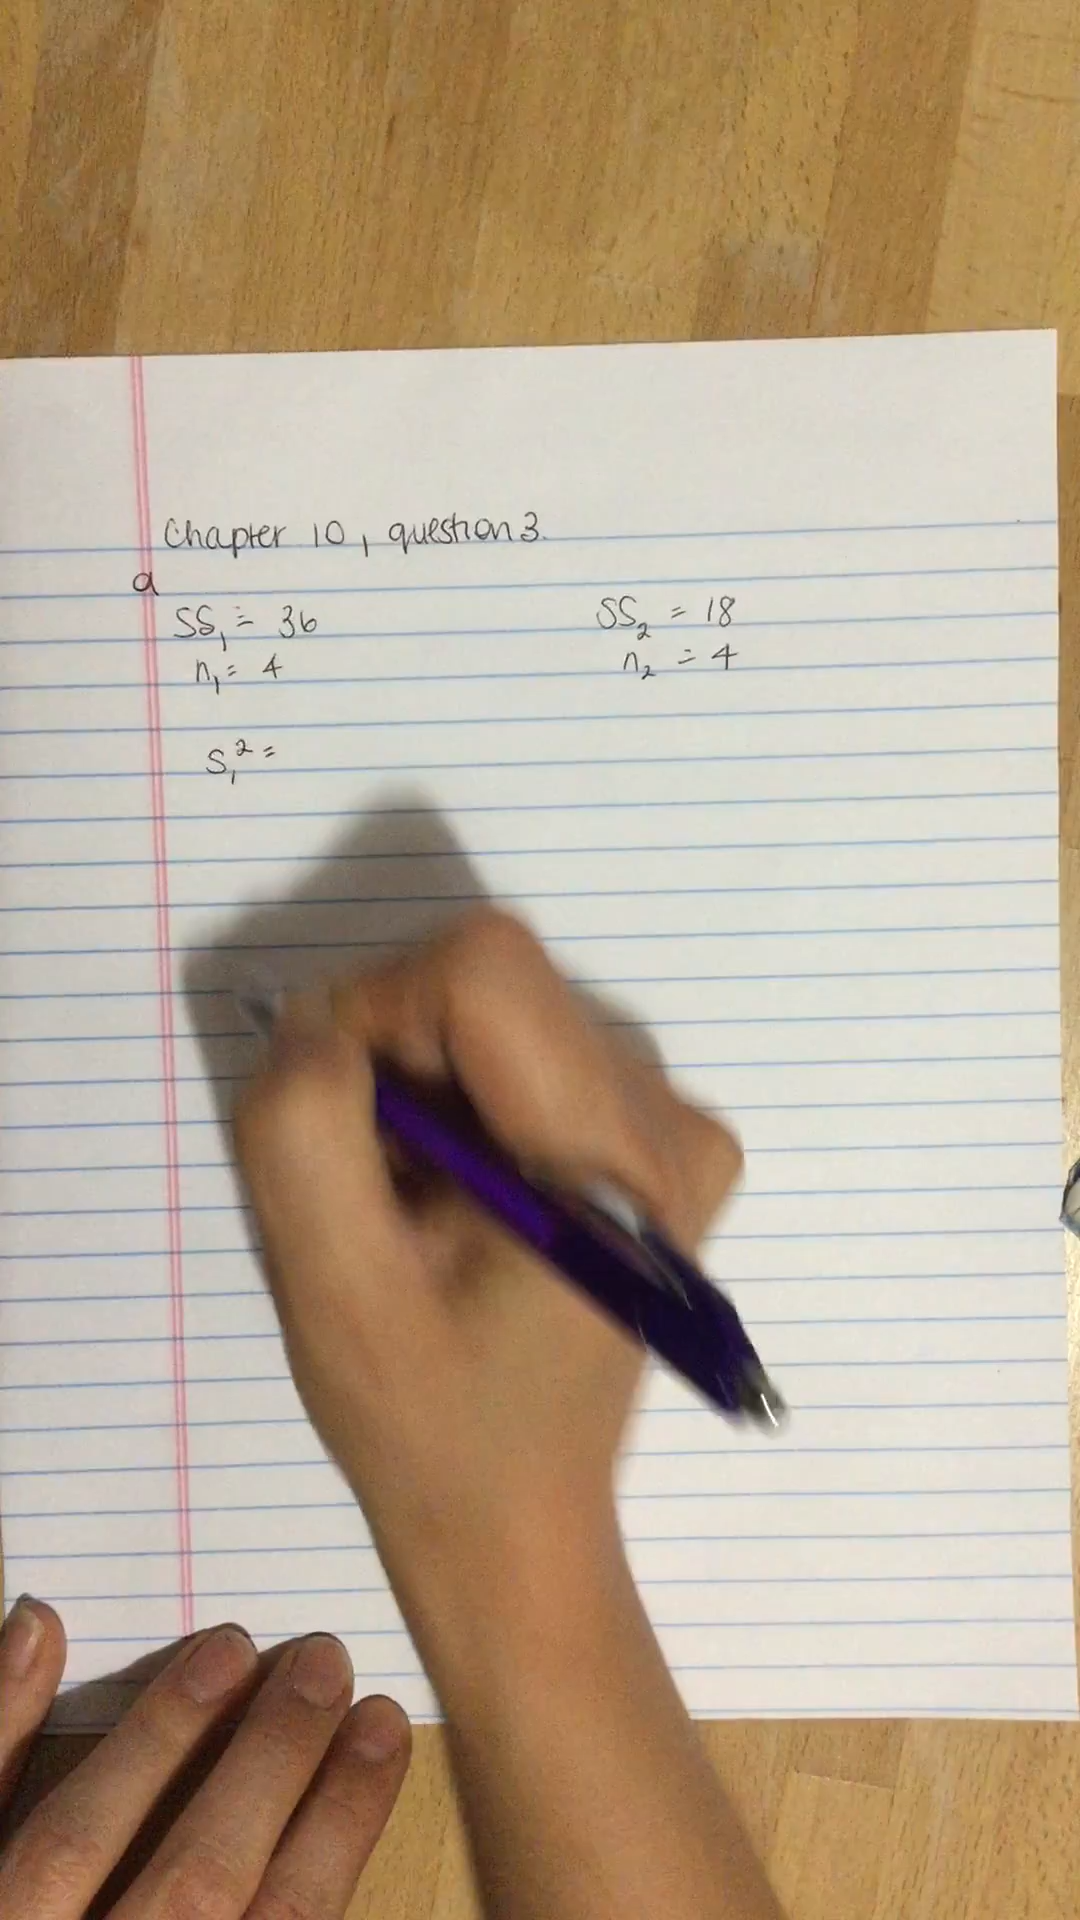 Chapter 10, question 3.
a
SS₁ = 36 SS₂ = 18
n₁ = 4 n₂ = 4
S₁² =